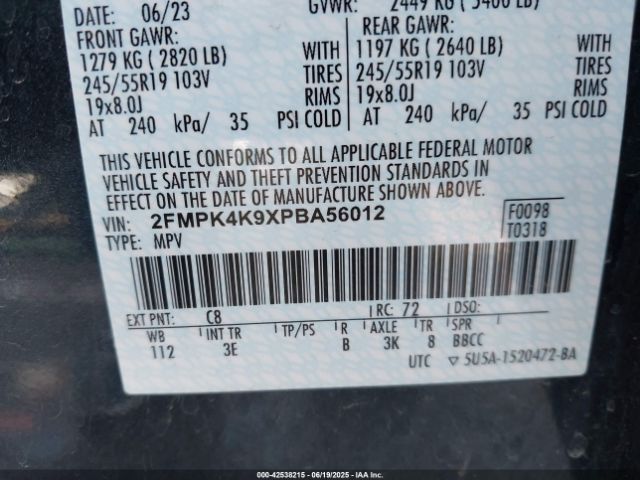 DATE: 06/23 GVWR: 2449 KG ( 5400 LB)
FRONT GAWR: REAR GAWR:
1279 KG ( 2820 LB) WITH 1197 KG ( 2640 LB) WITH
245/55R19 103V TIRES 245/55R19 103V TIRES
19x8.0J RIMS 19x8.0J RIMS
AT 240 kPa/ 35 PSI COLD AT 240 kPa/ 35 PSI COLD
THIS VEHICLE CONFORMS TO ALL APPLICABLE FEDERAL MOTOR
VEHICLE SAFETY AND THEFT PREVENTION STANDARDS IN
EFFECT ON THE DATE OF MANUFACTURE SHOWN ABOVE.
VIN: 2FMPK4K9XPBA56012 F0098
TYPE: MPV T0318
EXT PNT: C8 RC: 72 DSO:
WB INT TR TP/PS R AXLE TR SPR
112 3E B 3K 8 BBCC
UTC ▽ 5U5A-1520472-BA
000-42538215 - 06/19/2025 - IAAI.com